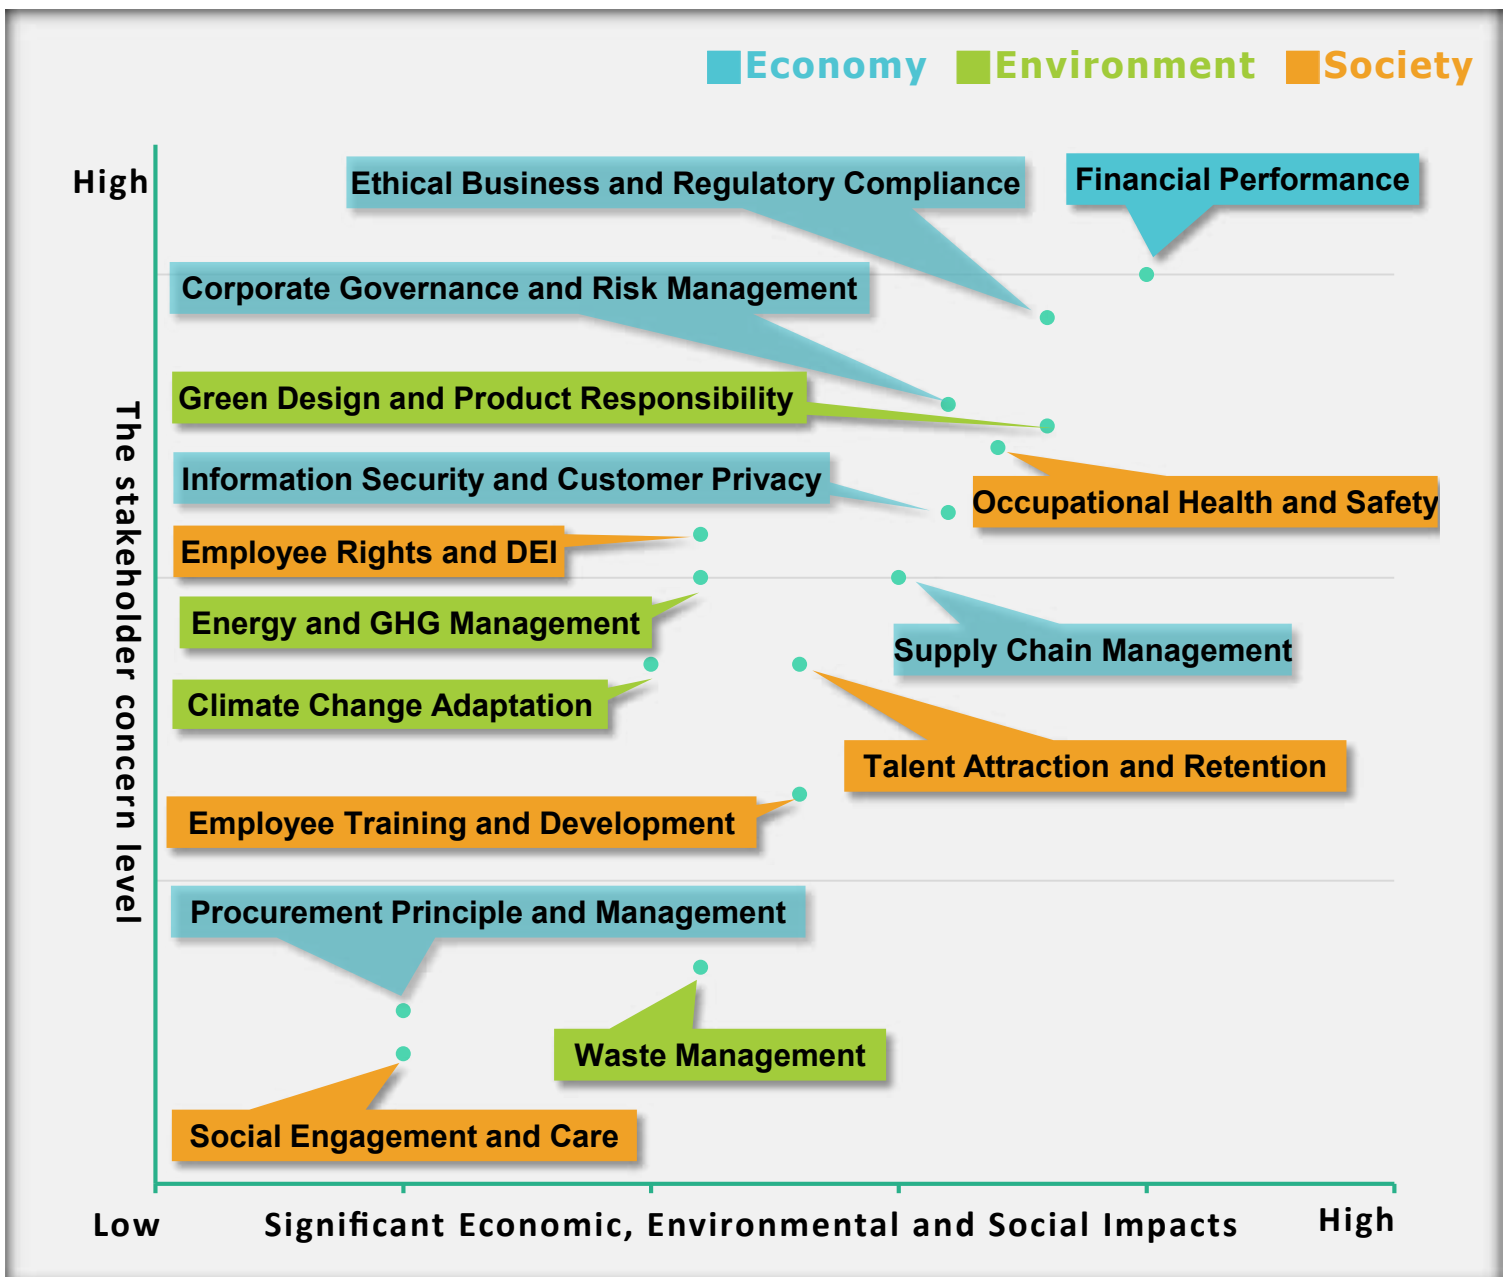 Economy Environment Society
High
Ethical Business and Regulatory Compliance
Financial Performance
Corporate Governance and Risk Management
Green Design and Product Responsibility
Information Security and Customer Privacy
Occupational Health and Safety
Employee Rights and DEI
Energy and GHG Management
Supply Chain Management
Climate Change Adaptation
Talent Attraction and Retention
Employee Training and Development
Procurement Principle and Management
Waste Management
Social Engagement and Care
The stakeholder concern level
Low
Significant Economic, Environmental and Social Impacts
High